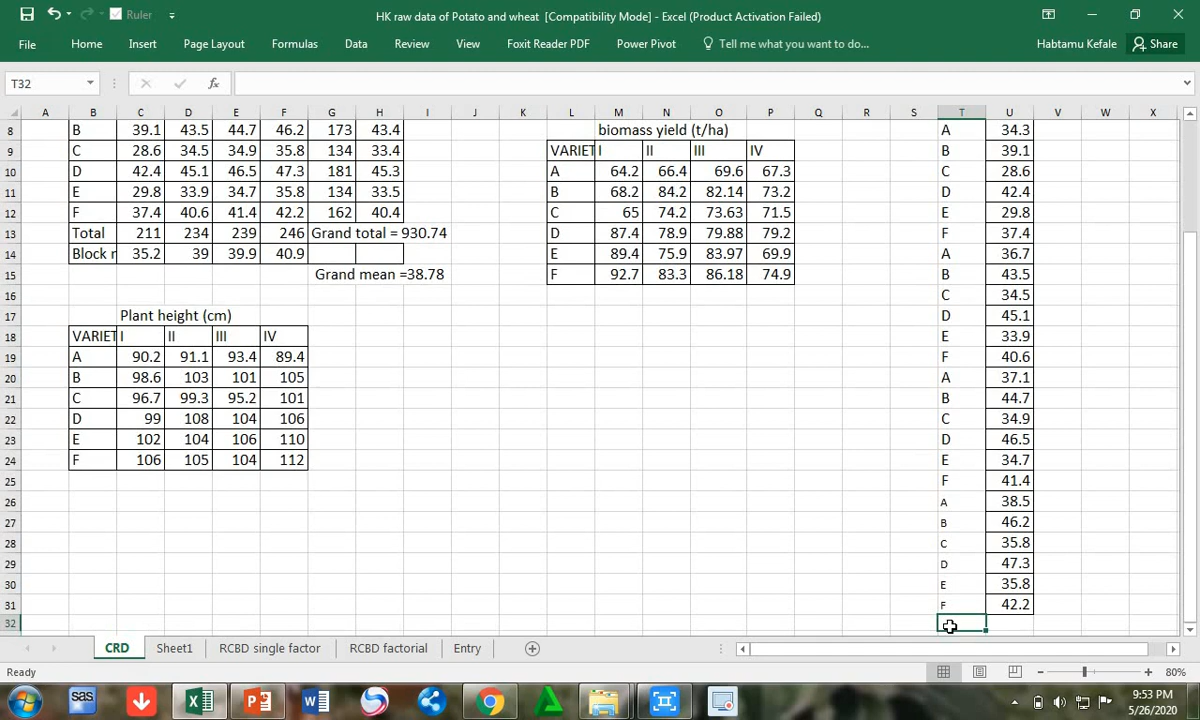 Ruler HK raw data of Potato and wheat [Compatibility Mode] - Excel (Product Activation Failed)
File Home Insert Page Layout Formulas Data Review View Foxit Reader PDF Power Pivot Tell me what you want to do... Habtamu Kefale Share
T32 fx
A B C D E F G H I J K L M N O P Q R S T U V W X
8 B 39.1 43.5 44.7 46.2 173 43.4 biomass yield (t/ha) A 34.3
9 C 28.6 34.5 34.9 35.8 134 33.4 VARIET I II III IV B 39.1
10 D 42.4 45.1 46.5 47.3 181 45.3 A 64.2 66.4 69.6 67.3 C 28.6
11 E 29.8 33.9 34.7 35.8 134 33.5 B 68.2 84.2 82.14 73.2 D 42.4
12 F 37.4 40.6 41.4 42.2 162 40.4 C 65 74.2 73.63 71.5 E 29.8
13 Total 211 234 239 246 Grand total = 930.74 D 87.4 78.9 79.88 79.2 F 37.4
14 Block r 35.2 39 39.9 40.9 E 89.4 75.9 83.97 69.9 A 36.7
15 Grand mean =38.78 F 92.7 83.3 86.18 74.9 B 43.5
16 C 34.5
17 Plant height (cm) D 45.1
18 VARIET I II III IV E 33.9
19 A 90.2 91.1 93.4 89.4 F 40.6
20 B 98.6 103 101 105 A 37.1
21 C 96.7 99.3 95.2 101 B 44.7
22 D 99 108 104 106 C 34.9
23 E 102 104 106 110 D 46.5
24 F 106 105 104 112 E 34.7
25 F 41.4
26 A 38.5
27 B 46.2
28 C 35.8
29 D 47.3
30 E 35.8
31 F 42.2
32
CRD Sheet1 RCBD single factor RCBD factorial Entry
Ready 80%
sas 9:53 PM
5/26/2020